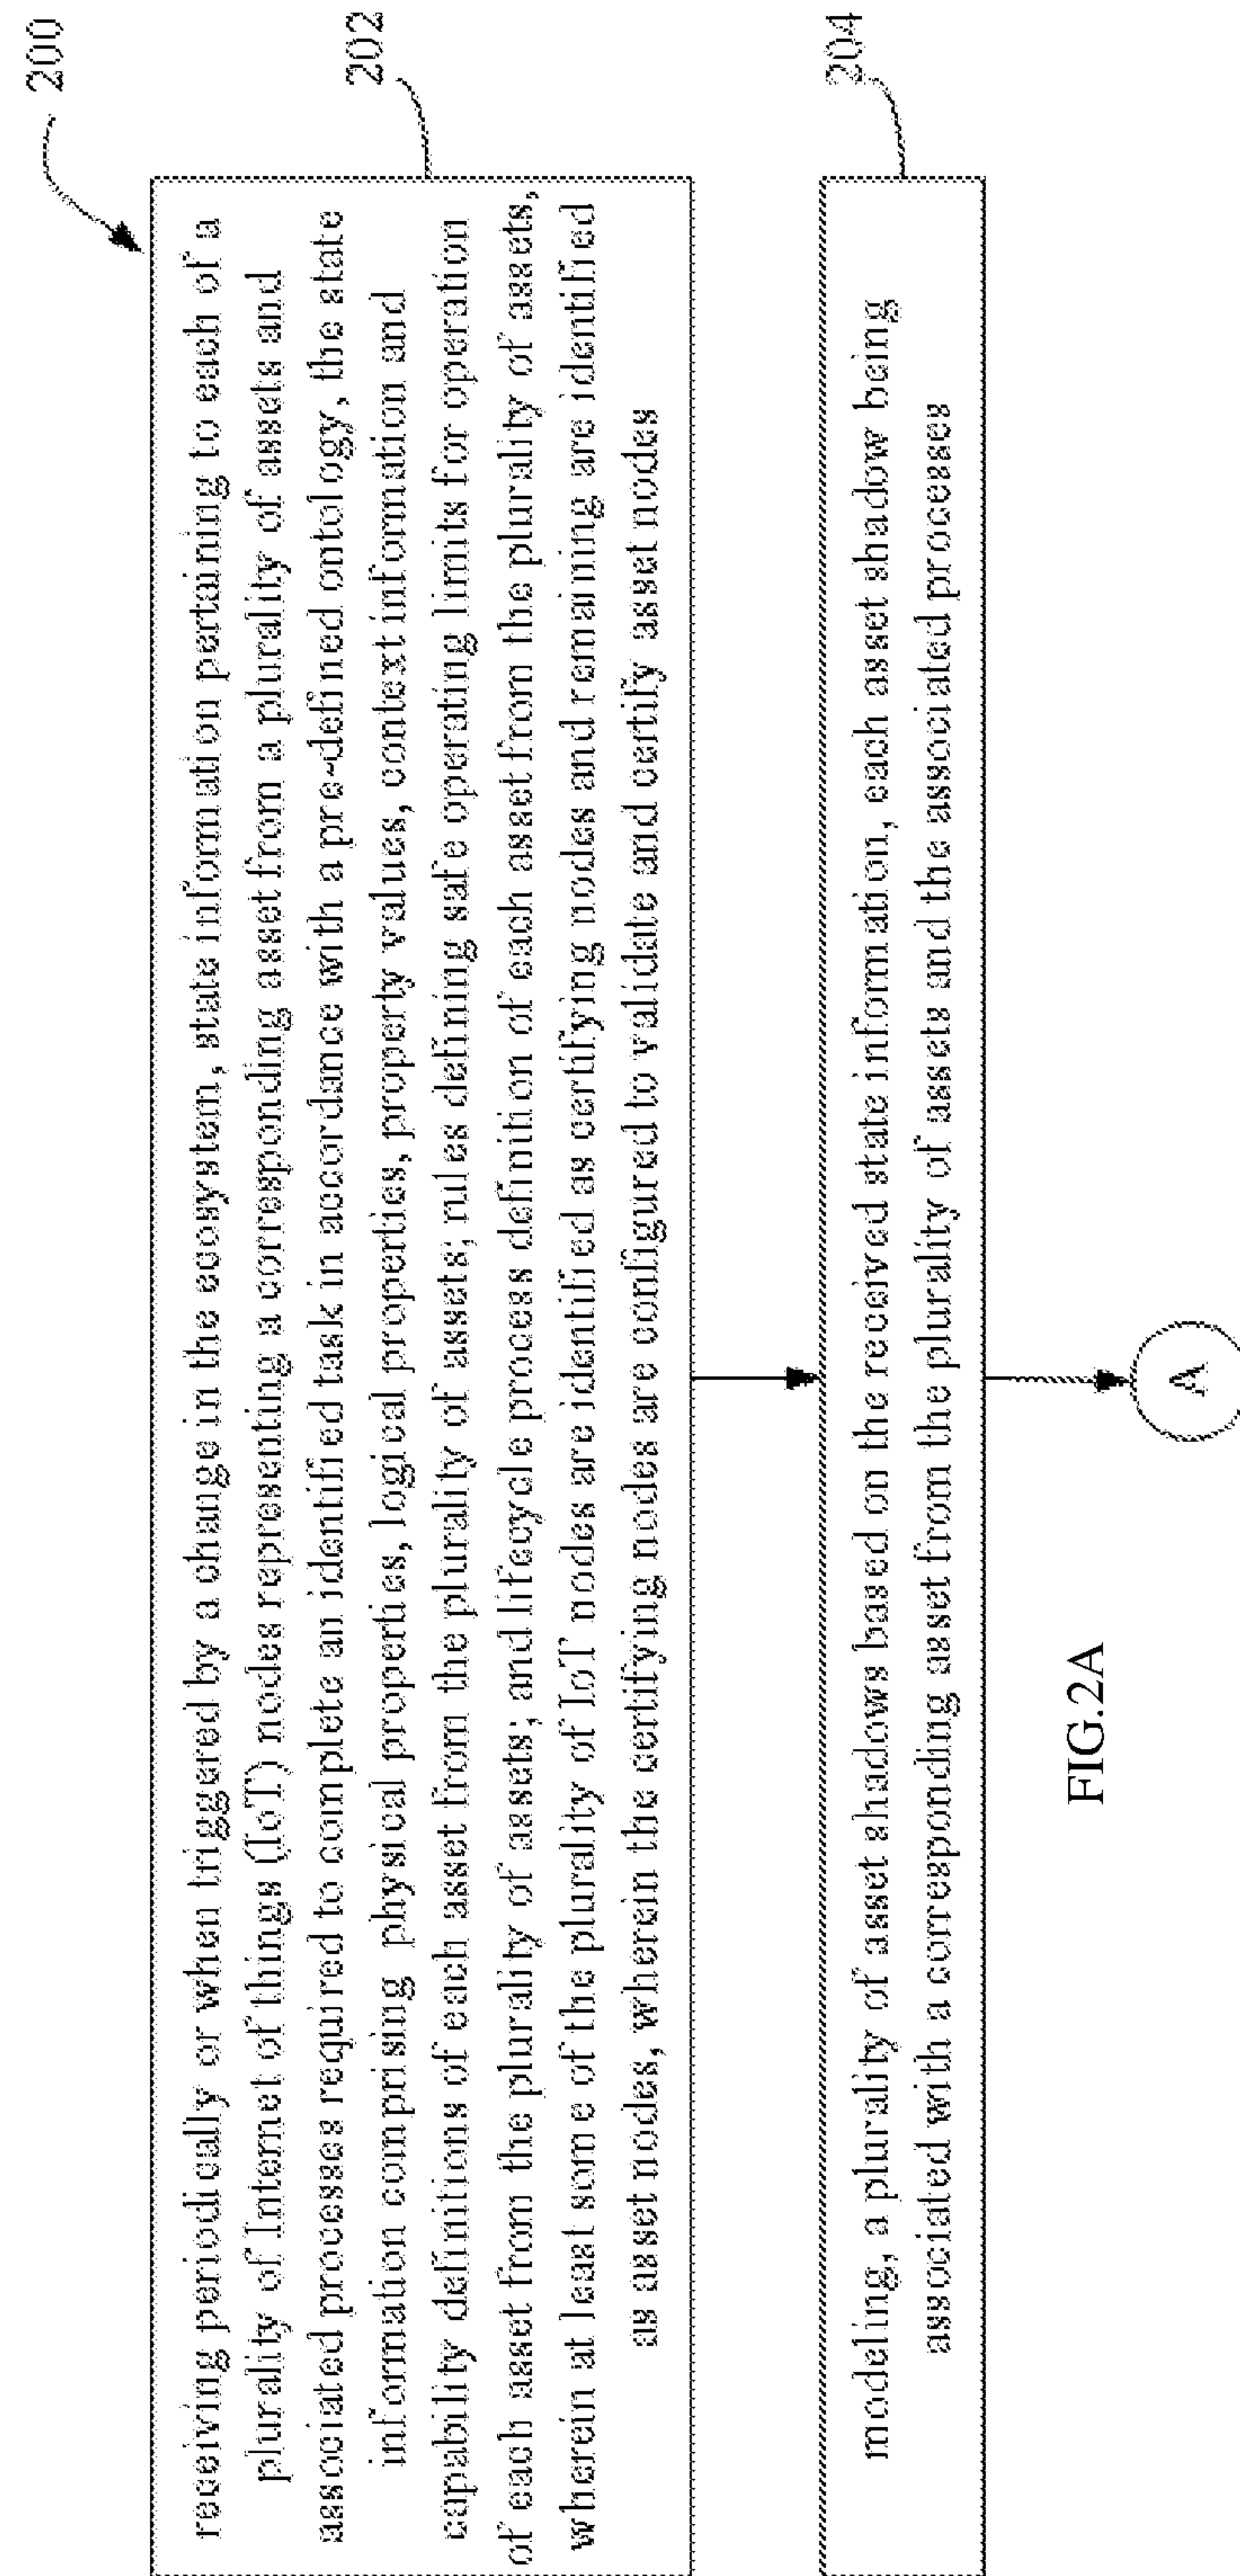 200
receiving periodically or when triggered by a change in the ecosystem, state information pertaining to each of a
plurality of Internet of things (IoT) nodes representing a corresponding asset from a plurality of assets and
associated processes required to complete an identified task in accordance with a pre-defined ontology, the state
information comprising physical properties, logical properties, property values, context information and
capability definitions of each asset from the plurality of assets; rules defining safe operating limits for operation
of each asset from the plurality of assets; and lifecycle process definition of each asset from the plurality of assets,
wherein at least some of the plurality of IoT nodes are identified as certifying nodes and remaining are identified
as asset nodes, wherein the certifying nodes are configured to validate and certify asset nodes
202
modeling, a plurality of asset shadows based on the received state information, each asset shadow being
associated with a corresponding asset from the plurality of assets and the associated processes
204
A
FIG.2A